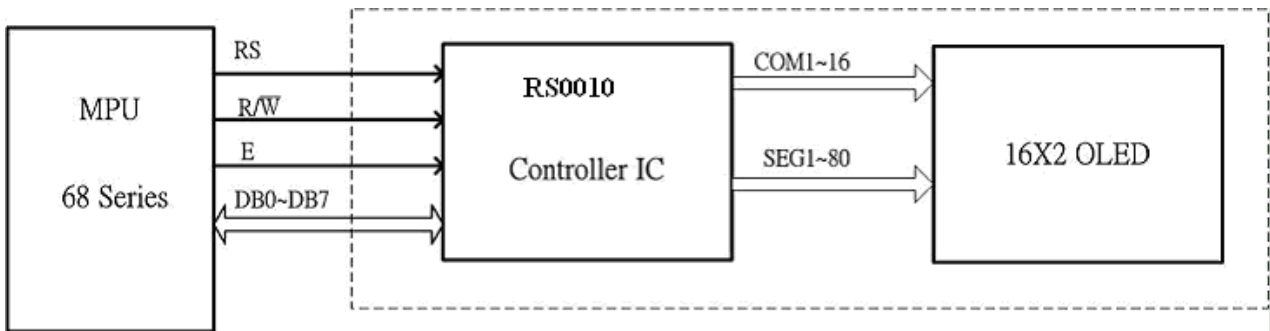 MPU
68 Series
RS
R/W̅
E
DB0~DB7
RS0010
Controller IC
COM1~16
SEG1~80
16X2 OLED